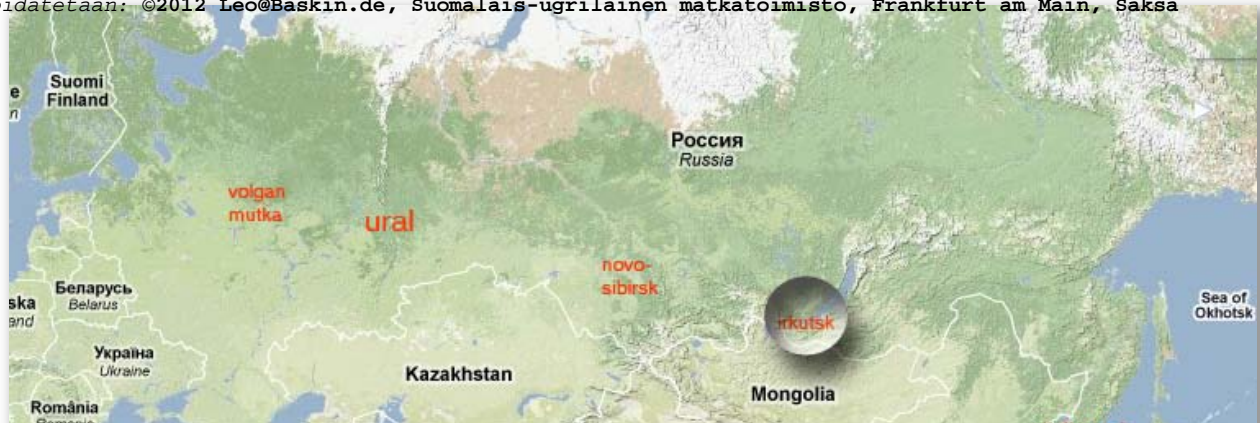 pidätetään: ©2012 Leo@Baskin.de, Suomalais-ugrilainen matkatoimisto, Frankfurt am Main, Saksa
Suomi
Finland
Россия
Russia
volgan
mutka
ural
novo-
sibirsk
irkutsk
Беларусь
Belarus
Sea of
Okhotsk
Україна
Ukraine
Kazakhstan
Mongolia
România